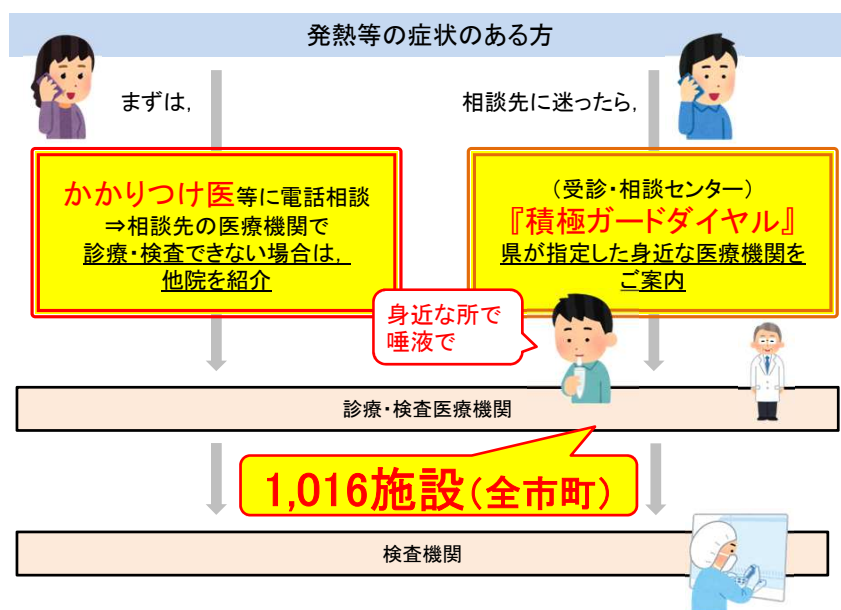 発熱等の症状のある方
まずは，
相談先に迷ったら，
かかりつけ医等に電話相談
⇒相談先の医療機関で
診療・検査できない場合は，
他院を紹介
（受診・相談センター）
『積極ガードダイヤル』
県が指定した身近な医療機関を
ご案内
身近な所で
唾液で
診療・検査医療機関
1,016施設（全市町）
検査機関